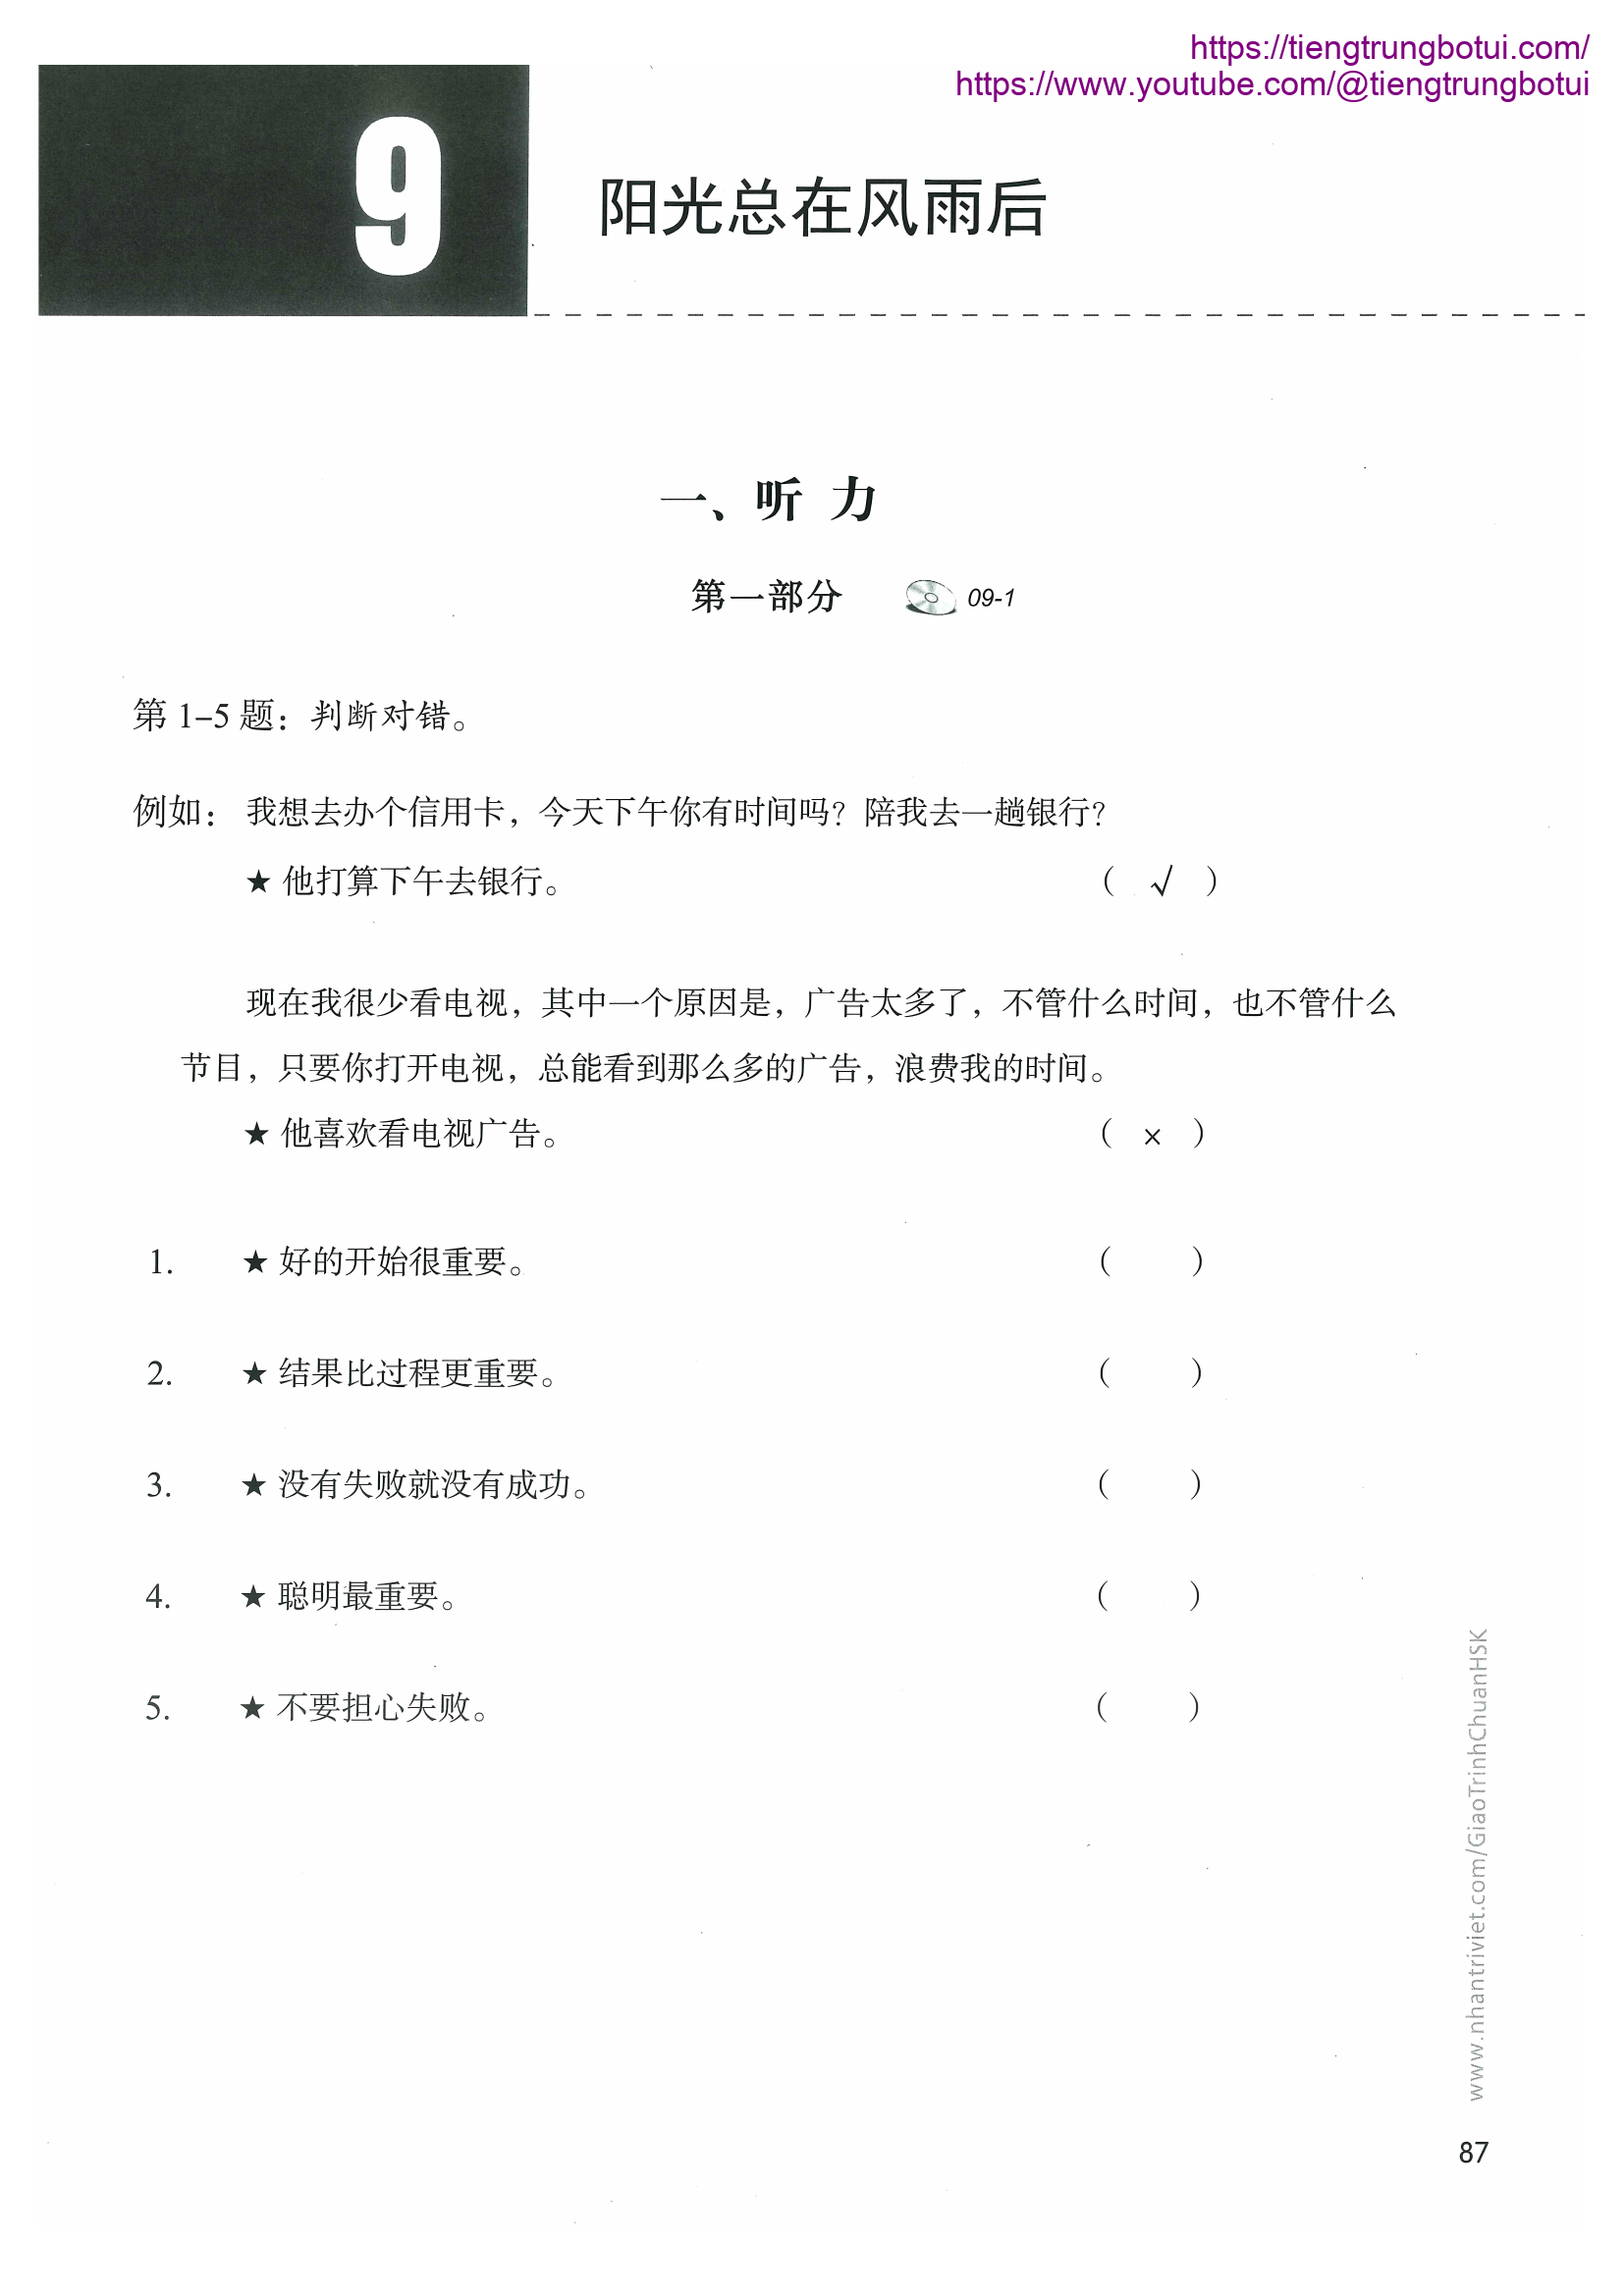 https://tiengtrungbotui.com/
https://www.youtube.com/@tiengtrungbotui
9
阳光总在风雨后
一、听 力
第一部分 09-1
第 1–5 题：判断对错。
例如： 我想去办个信用卡，今天下午你有时间吗？陪我去一趟银行？
★ 他打算下午去银行。 （ √ ）
现在我很少看电视，其中一个原因是，广告太多了，不管什么时间，也不管什么
节目，只要你打开电视，总能看到那么多的广告，浪费我的时间。
★ 他喜欢看电视广告。 （ × ）
1. ★ 好的开始很重要。 （ ）
2. ★ 结果比过程更重要。 （ ）
3. ★ 没有失败就没有成功。 （ ）
4. ★ 聪明最重要。 （ ）
5. ★ 不要担心失败。 （ ）
www.nhantriviet.com/GiaoTrinhChuanHSK
87